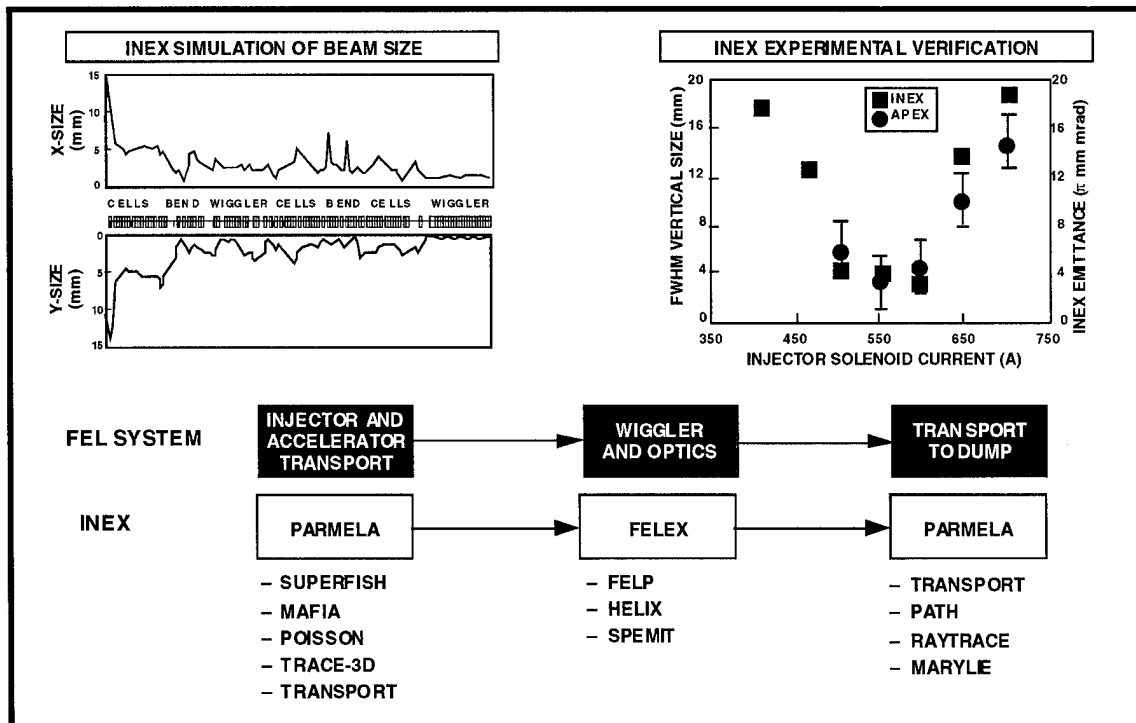 INEX SIMULATION OF BEAM SIZE
X-SIZE
(mm)
15
10
5
0
CELLS BEND WIGGLER CELLS BEND CELLS WIGGLER
Y-SIZE
(mm)
0
5
10
15
INEX EXPERIMENTAL VERIFICATION
FWHM VERTICAL SIZE (mm)
20
16
12
8
4
0
INEX
APEX
20
16
12
8
4
0
INEX EMITTANCE (π mm mrad)
350 450 550 650 750
INJECTOR SOLENOID CURRENT (A)
FEL SYSTEM
INJECTOR AND
ACCELERATOR
TRANSPORT
WIGGLER
AND OPTICS
TRANSPORT
TO DUMP
INEX
PARMELA
FELEX
PARMELA
– SUPERFISH
– MAFIA
– POISSON
– TRACE-3D
– TRANSPORT
– FELP
– HELIX
– SPEMIT
– TRANSPORT
– PATH
– RAYTRACE
– MARYLIE